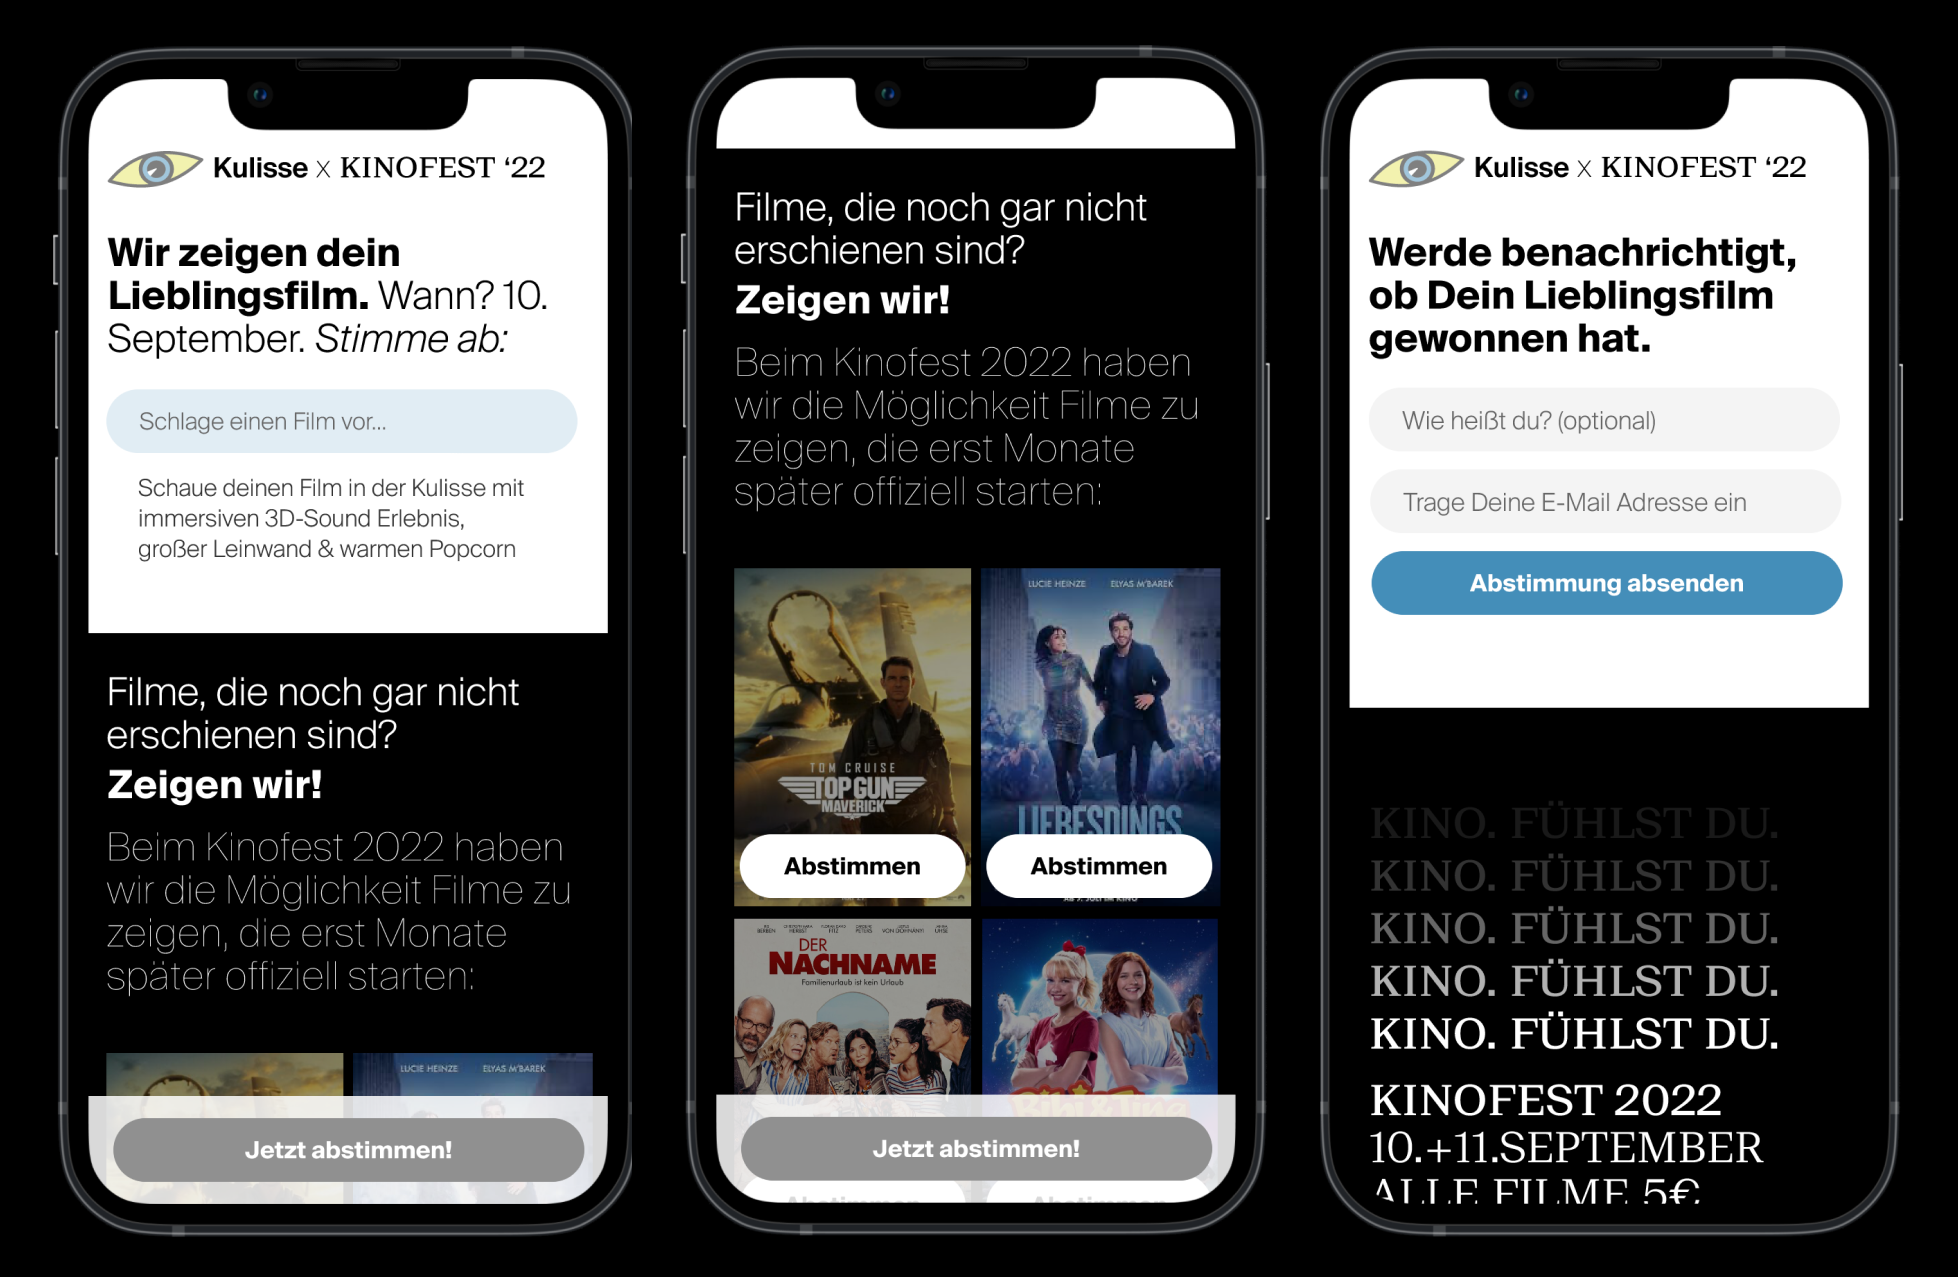 Kulisse X KINOFEST ‘22
Wir zeigen dein
Lieblingsfilm. Wann? 10.
September. Stimme ab:
Schlage einen Film vor...
Schaue deinen Film in der Kulisse mit
immersiven 3D-Sound Erlebnis,
großer Leinwand & warmen Popcorn
Filme, die noch gar nicht
erschienen sind?
Zeigen wir!
Beim Kinofest 2022 haben
wir die Möglichkeit Filme zu
zeigen, die erst Monate
später offiziell starten:
LUCIE HEINZE ELYAS M'BAREK
Jetzt abstimmen!
Filme, die noch gar nicht
erschienen sind?
Zeigen wir!
Beim Kinofest 2022 haben
wir die Möglichkeit Filme zu
zeigen, die erst Monate
später offiziell starten:
TOM CRUISE
TOP GUN
MAVERICK
Abstimmen
LUCIE HEINZE ELYAS M'BAREK
LIEBESDINGS
Abstimmen
DER
NACHNAME
Familienurlaub ist kein Urlaub
Bibi & Tina
Jetzt abstimmen!
Abstimmen Abstimmen
Kulisse X KINOFEST ‘22
Werde benachrichtigt,
ob Dein Lieblingsfilm
gewonnen hat.
Wie heißt du? (optional)
Trage Deine E-Mail Adresse ein
Abstimmung absenden
KINO. FÜHLST DU.
KINO. FÜHLST DU.
KINO. FÜHLST DU.
KINO. FÜHLST DU.
KINO. FÜHLST DU.
KINOFEST 2022
10.+11.SEPTEMBER
ALLE FILME 5€